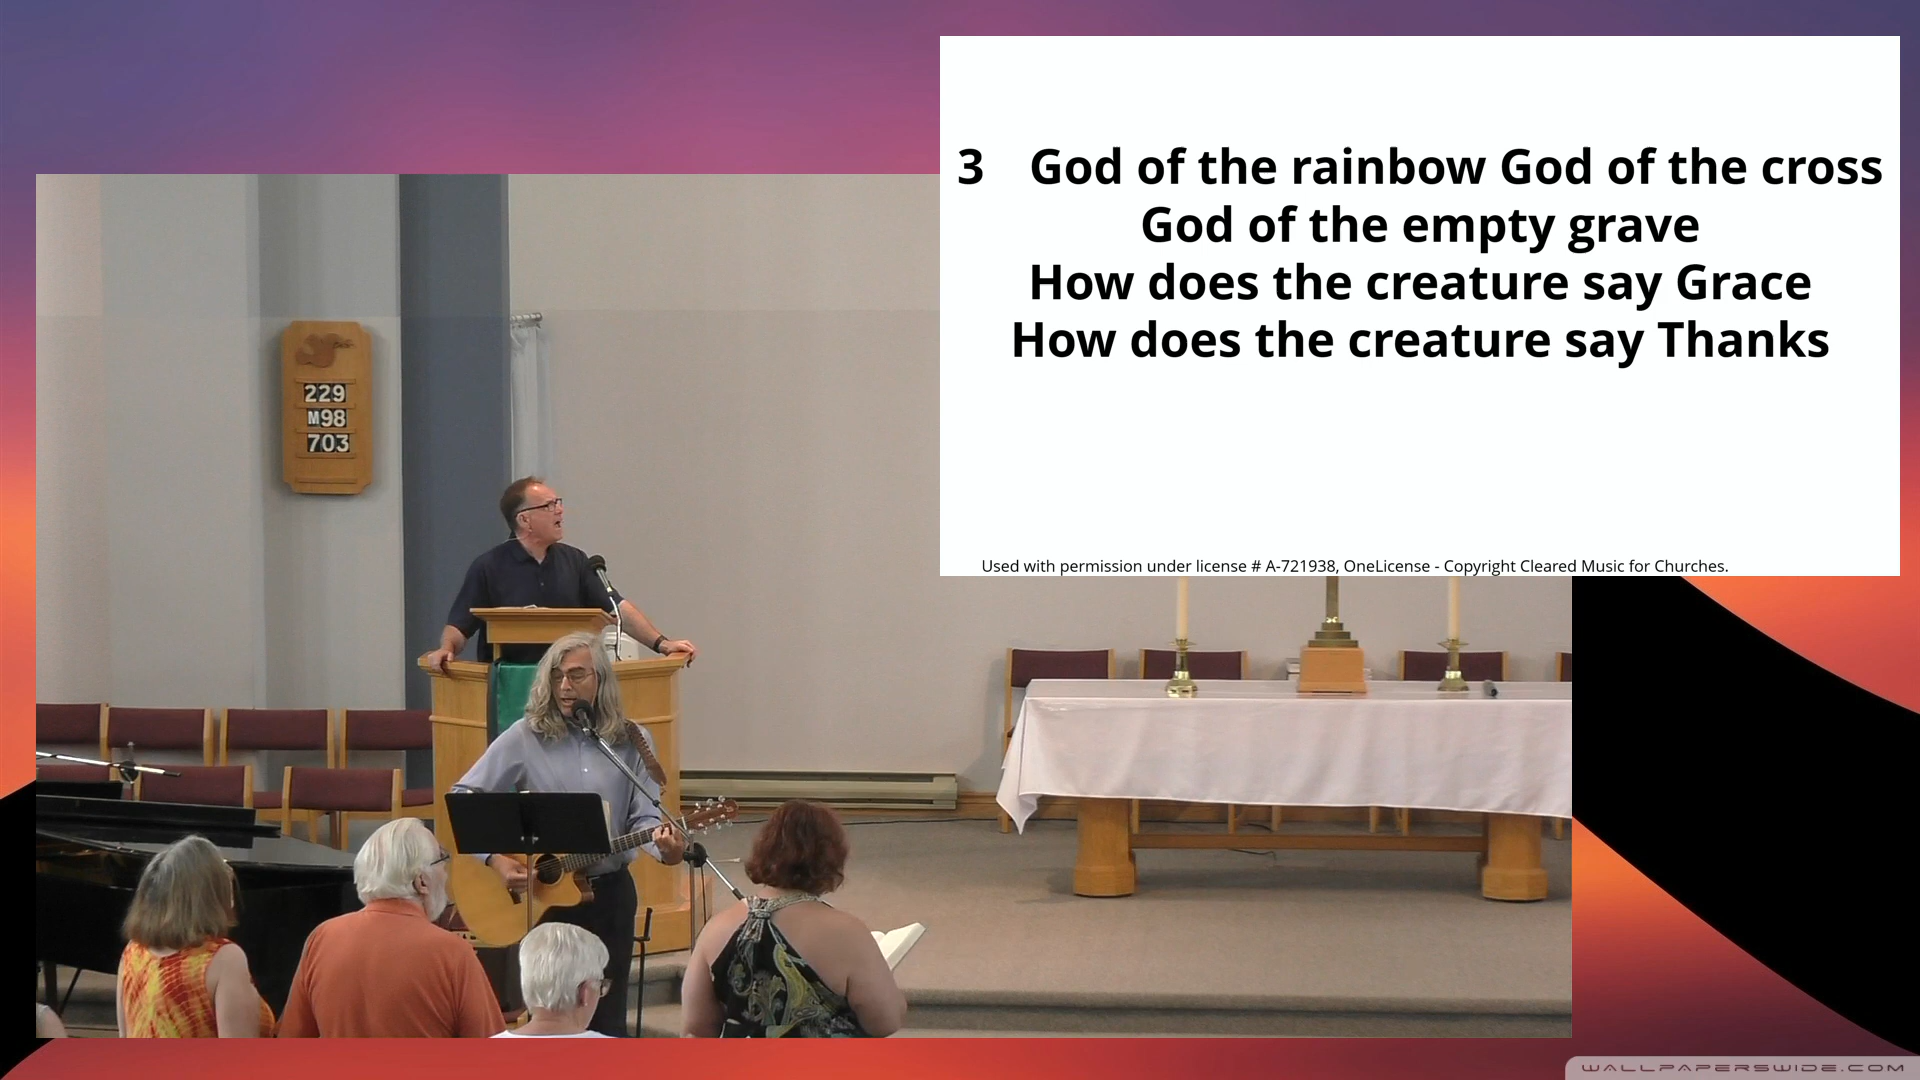 3 God of the rainbow God of the cross
God of the empty grave
How does the creature say Grace
How does the creature say Thanks
Used with permission under license # A-721938, OneLicense - Copyright Cleared Music for Churches.
229
M98
703
WALLPAPERSWIDE.COM